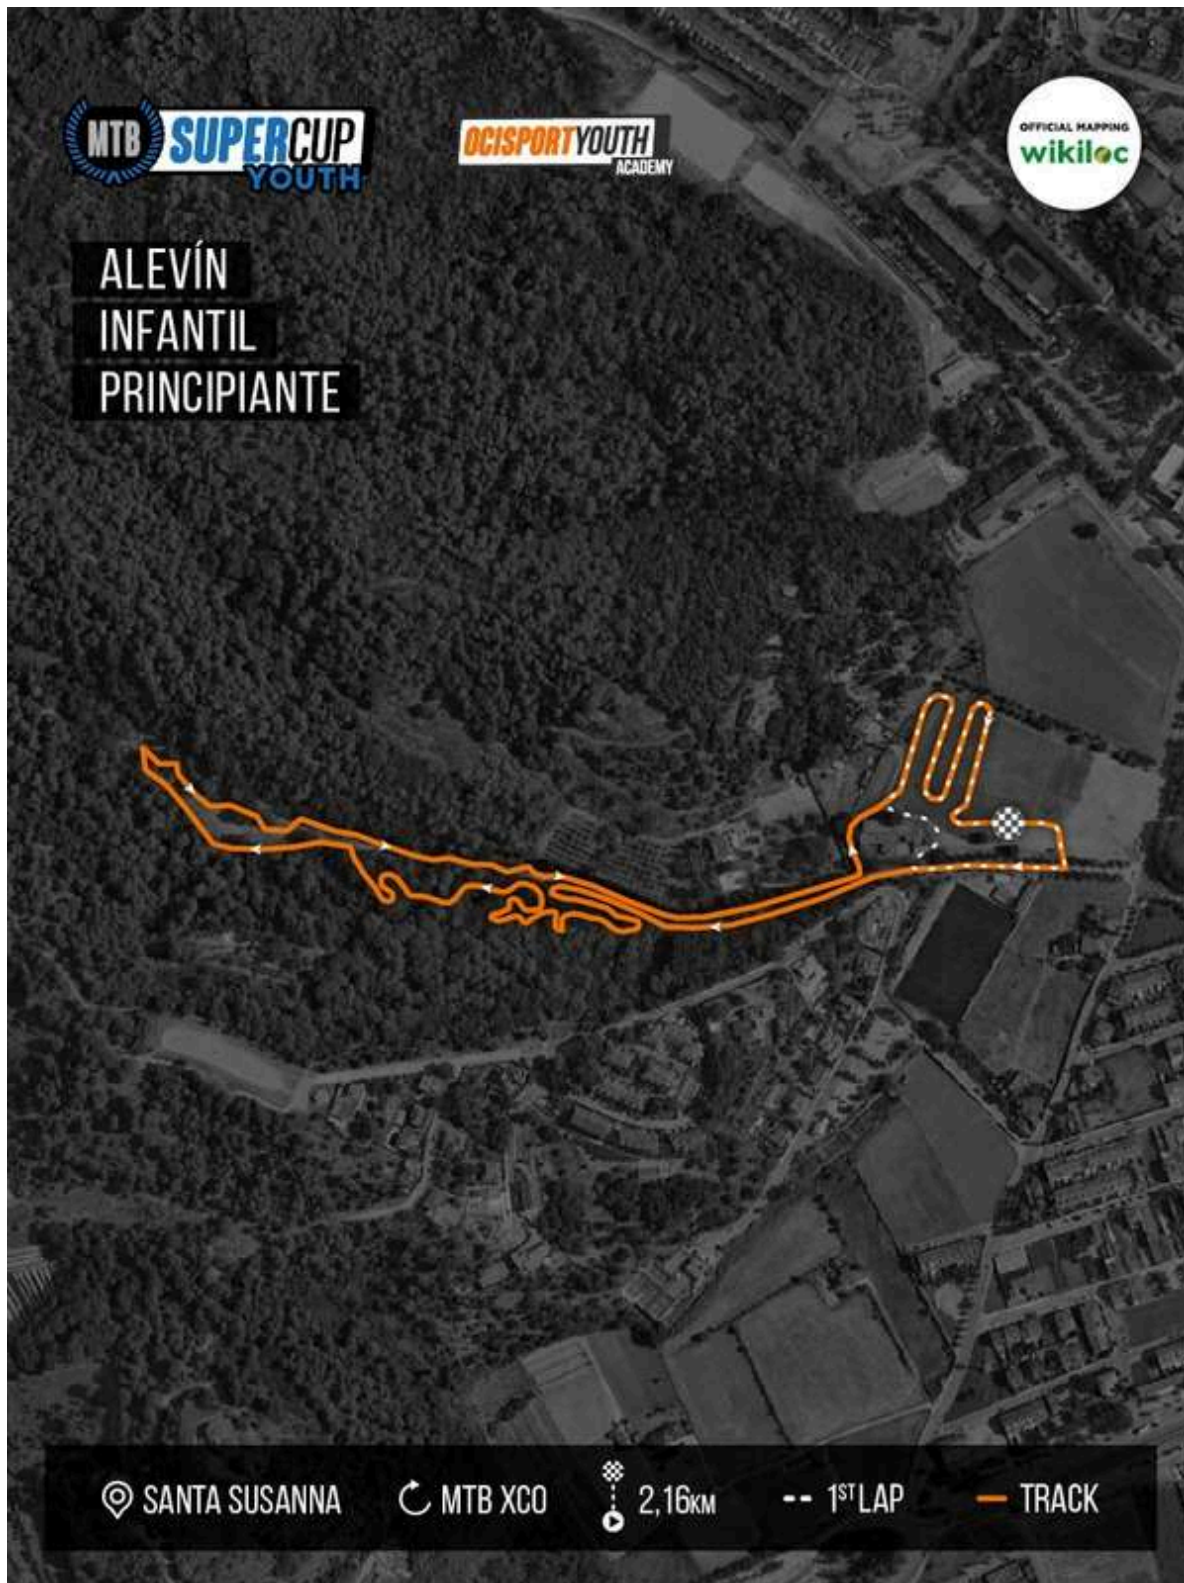 MTB SUPERCUP
YOUTH
OCISPORTYOUTH
ACADEMY
OFFICIAL MAPPING
wikiloc
ALEVÍN
INFANTIL
PRINCIPIANTE
SANTA SUSANNA
MTB XCO
2,16KM
1ST LAP
TRACK